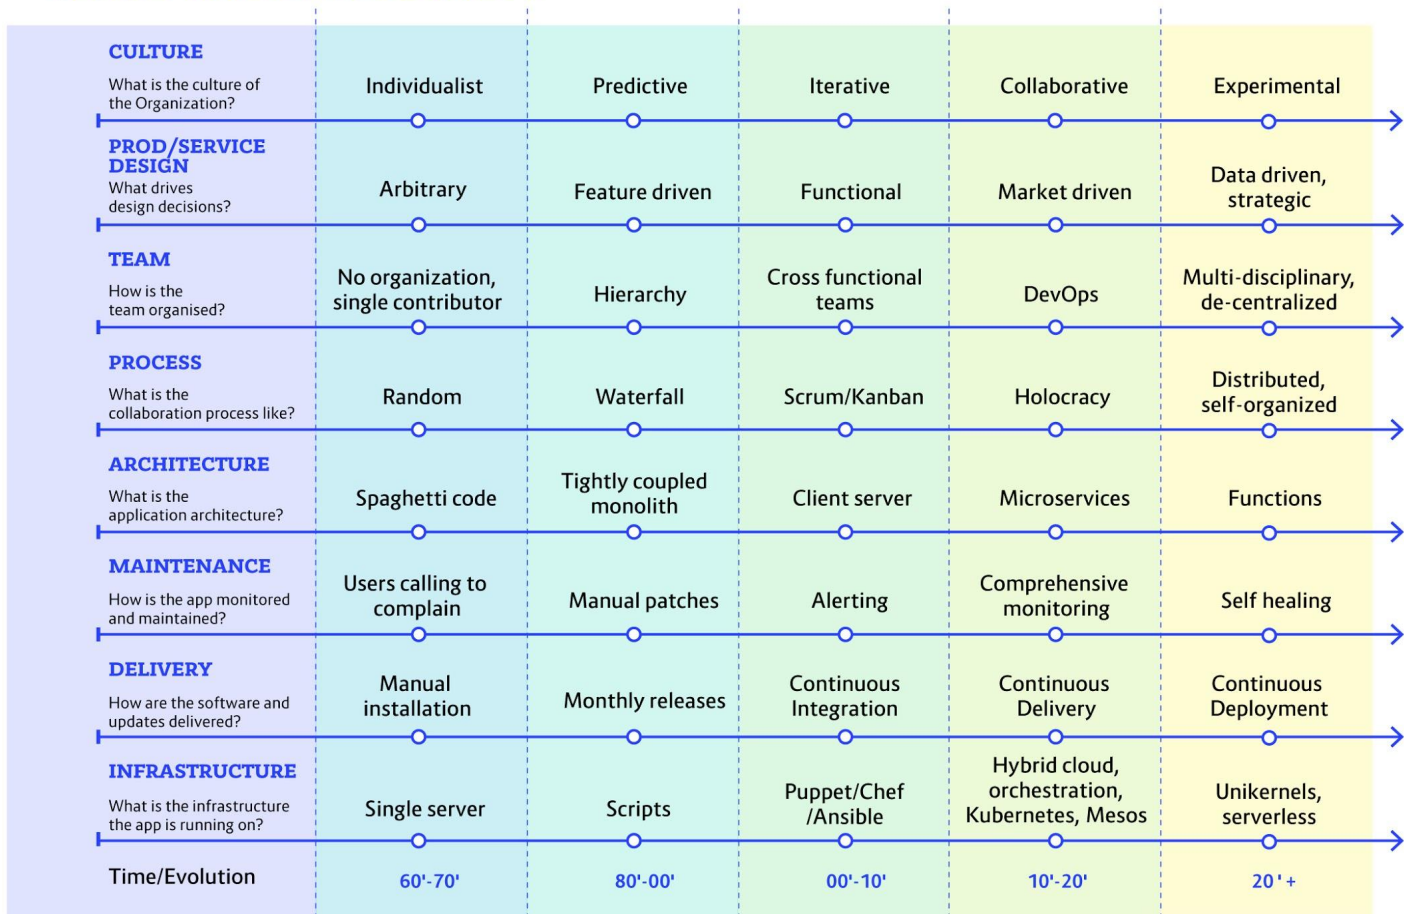 CULTURE
What is the culture of
the Organization?
Individualist
Predictive
Iterative
Collaborative
Experimental
PROD/SERVICE
DESIGN
What drives
design decisions?
Arbitrary
Feature driven
Functional
Market driven
Data driven,
strategic
TEAM
How is the
team organised?
No organization,
single contributor
Hierarchy
Cross functional
teams
DevOps
Multi-disciplinary,
de-centralized
PROCESS
What is the
collaboration process like?
Random
Waterfall
Scrum/Kanban
Holocracy
Distributed,
self-organized
ARCHITECTURE
What is the
application architecture?
Spaghetti code
Tightly coupled
monolith
Client server
Microservices
Functions
MAINTENANCE
How is the app monitored
and maintained?
Users calling to
complain
Manual patches
Alerting
Comprehensive
monitoring
Self healing
DELIVERY
How are the software and
updates delivered?
Manual
installation
Monthly releases
Continuous
Integration
Continuous
Delivery
Continuous
Deployment
INFRASTRUCTURE
What is the infrastructure
the app is running on?
Single server
Scripts
Puppet/Chef
/Ansible
Hybrid cloud,
orchestration,
Kubernetes, Mesos
Unikernels,
serverless
Time/Evolution
60'-70'
80'-00'
00'-10'
10'-20'
20 ' +